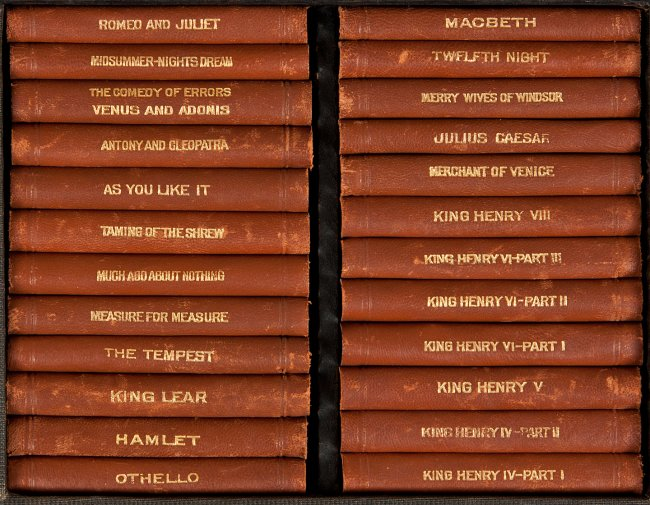 ROMEO AND JULIET
MIDSUMMER-NIGHTS DREAM
THE COMEDY OF ERRORS
VENUS AND ADONIS
ANTONY AND CLEOPATRA
AS YOU LIKE IT
TAMING OF THE SHREW
MUCH ADO ABOUT NOTHING
MEASURE FOR MEASURE
THE TEMPEST
KING LEAR
HAMLET
OTHELLO
MACBETH
TWELFTH NIGHT
MERRY WIVES OF WINDSOR
JULIUS CAESAR
MERCHANT OF VENICE
KING HENRY VIII
KING HENRY VI-PART III
KING HENRY VI-PART II
KING HENRY VI-PART I
KING HENRY V
KING HENRY IV-PART II
KING HENRY IV-PART I